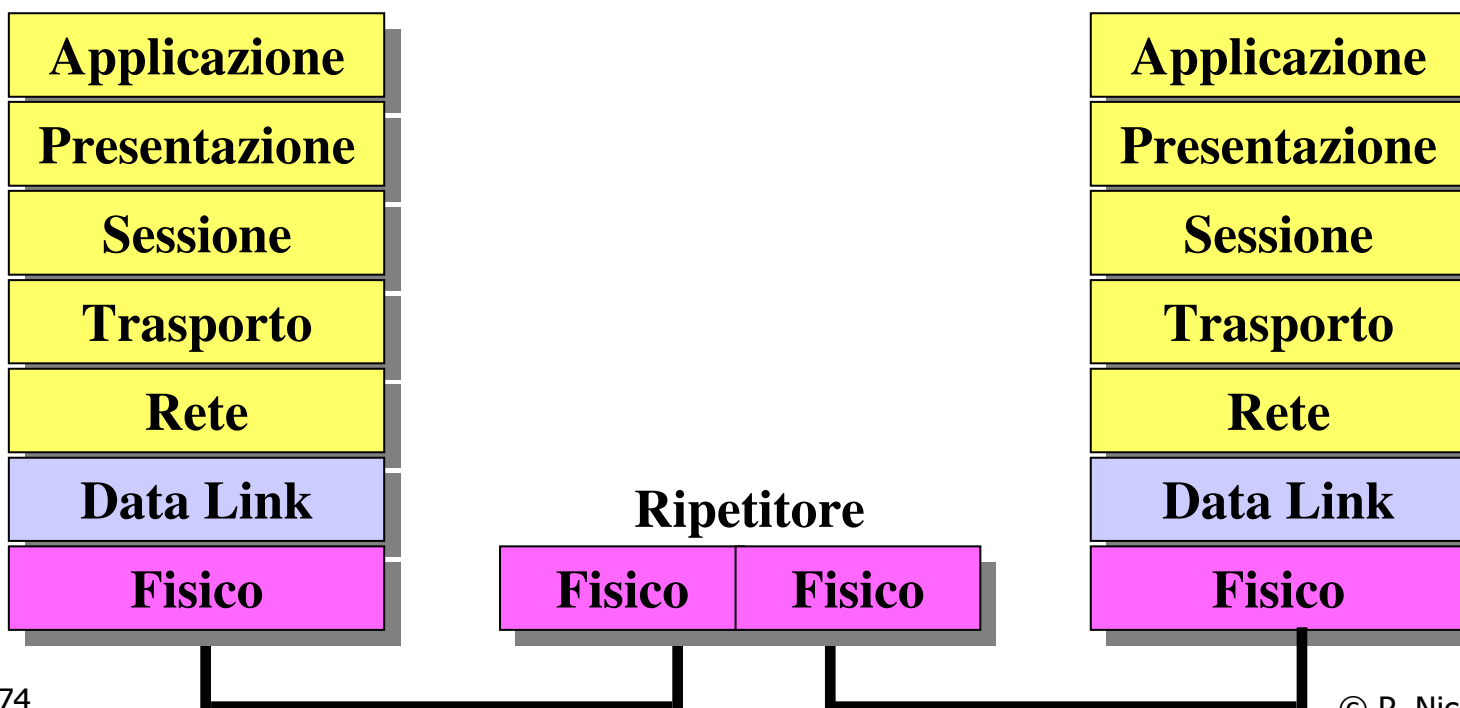 Applicazione
Presentazione
Sessione
Trasporto
Rete
Data Link
Fisico
Ripetitore
Fisico Fisico
Applicazione
Presentazione
Sessione
Trasporto
Rete
Data Link
Fisico
74
© P. Nic